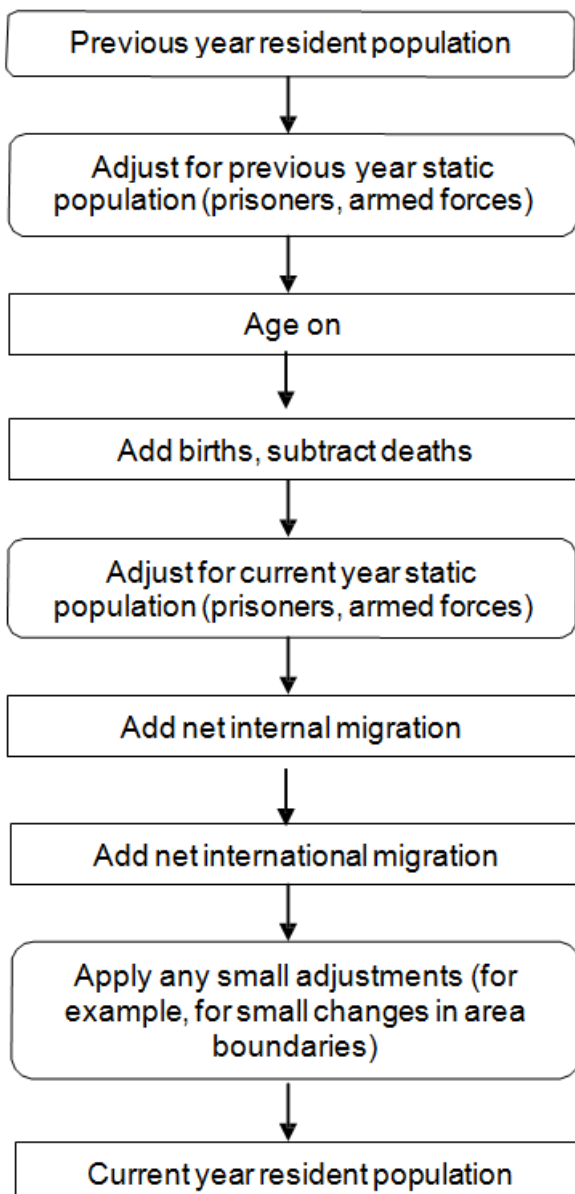 Previous year resident population
Adjust for previous year static
population (prisoners, armed forces)
Age on
Add births, subtract deaths
Adjust for current year static
population (prisoners, armed forces)
Add net internal migration
Add net international migration
Apply any small adjustments (for
example, for small changes in area
boundaries)
Current year resident population